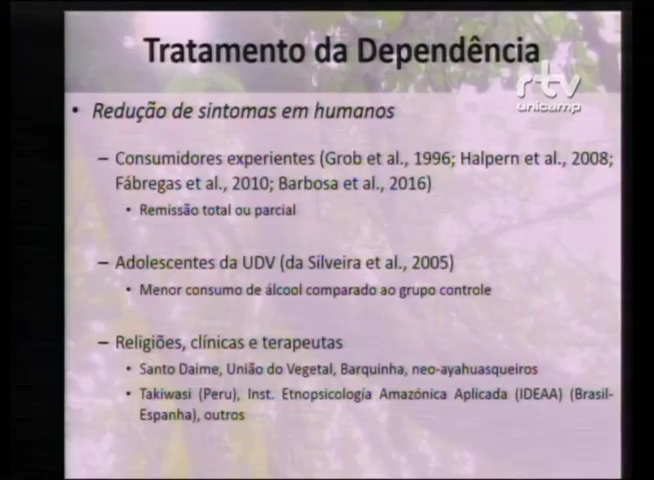 Tratamento da Dependência
rtv
unicamp
• Redução de sintomas em humanos
– Consumidores experientes (Grob et al., 1996; Halpern et al., 2008;
Fábregas et al., 2010; Barbosa et al., 2016)
• Remissão total ou parcial
– Adolescentes da UDV (da Silveira et al., 2005)
• Menor consumo de álcool comparado ao grupo controle
– Religiões, clínicas e terapeutas
• Santo Daime, União do Vegetal, Barquinha, neo-ayahuasqueiros
• Takiwasi (Peru), Inst. Etnopsicología Amazónica Aplicada (IDEAA) (Brasil-
Espanha), outros